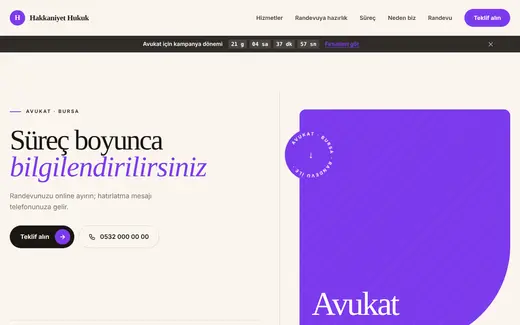 H Hakkaniyet Hukuk
Hizmetler Randevuya hazırlık Süreç Neden biz Randevu Teklif alın
Avukat için kampanya dönemi 21 g 04 sa 37 dk 57 sn Fırsatları gör
AVUKAT · BURSA
Süreç boyunca
bilgilendirilirsiniz
Randevunuzu online ayırın; hatırlatma mesajı
telefonunuza gelir.
Teklif alın
0532 000 00 00
AVUKAT · BURSA · RANDEVU İLE
Avukat